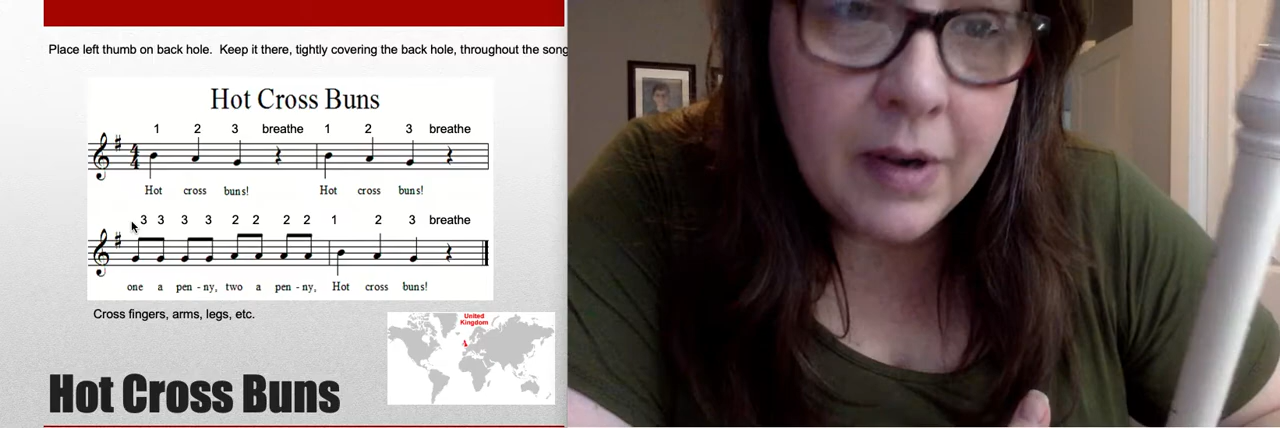 Place left thumb on back hole.  Keep it there, tightly covering the back hole, throughout the song
Hot Cross Buns
1 2 3 breathe 1 2 3 breathe
4
4
Hot cross buns! Hot cross buns!
3 3 3 3 2 2 2 2 1 2 3 breathe
one a pen - ny, two a pen - ny, Hot cross buns!
Cross fingers, arms, legs, etc.
United
Kingdom
Hot Cross Buns